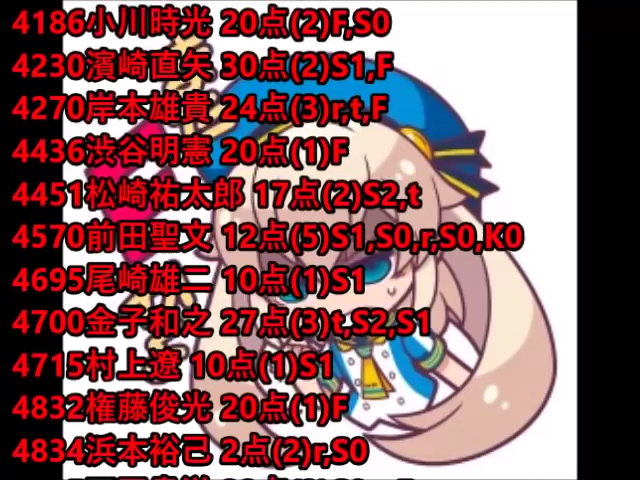 4186小川時光 20点(2)F,S0
4230濱崎直矢 30点(2)S1,F
4270岸本雄貴 24点(3)r,t,F
4436渋谷明憲 20点(1)F
4451松崎祐太郎 17点(2)S2,t
4570前田聖文 12点(5)S1,S0,r,S0,K0
4695尾崎雄二 10点(1)S1
4700金子和之 27点(3)t,S2,S1
4715村上遼 10点(1)S1
4832権藤俊光 20点(1)F
4834浜本裕己 2点(2)r,S0